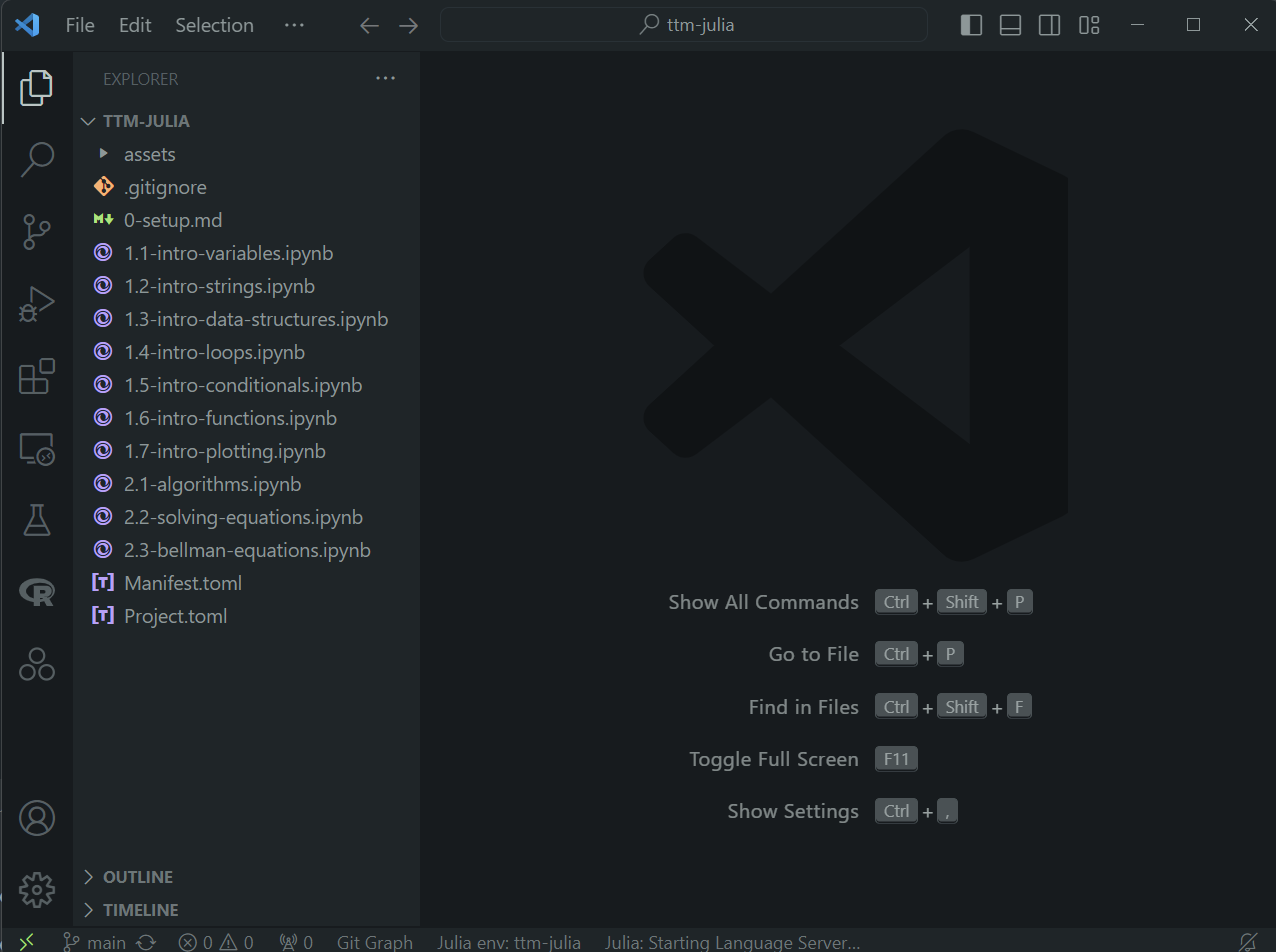 File Edit Selection ··· ttm-julia
EXPLORER ···
TTM-JULIA
assets
.gitignore
0-setup.md
1.1-intro-variables.ipynb
1.2-intro-strings.ipynb
1.3-intro-data-structures.ipynb
1.4-intro-loops.ipynb
1.5-intro-conditionals.ipynb
1.6-intro-functions.ipynb
1.7-intro-plotting.ipynb
2.1-algorithms.ipynb
2.2-solving-equations.ipynb
2.3-bellman-equations.ipynb
Manifest.toml
Project.toml
Show All Commands Ctrl + Shift + P
Go to File Ctrl + P
Find in Files Ctrl + Shift + F
Toggle Full Screen F11
Show Settings Ctrl + ,
OUTLINE
TIMELINE
main 0 0 0 Git Graph Julia env: ttm-julia Julia: Starting Language Server...